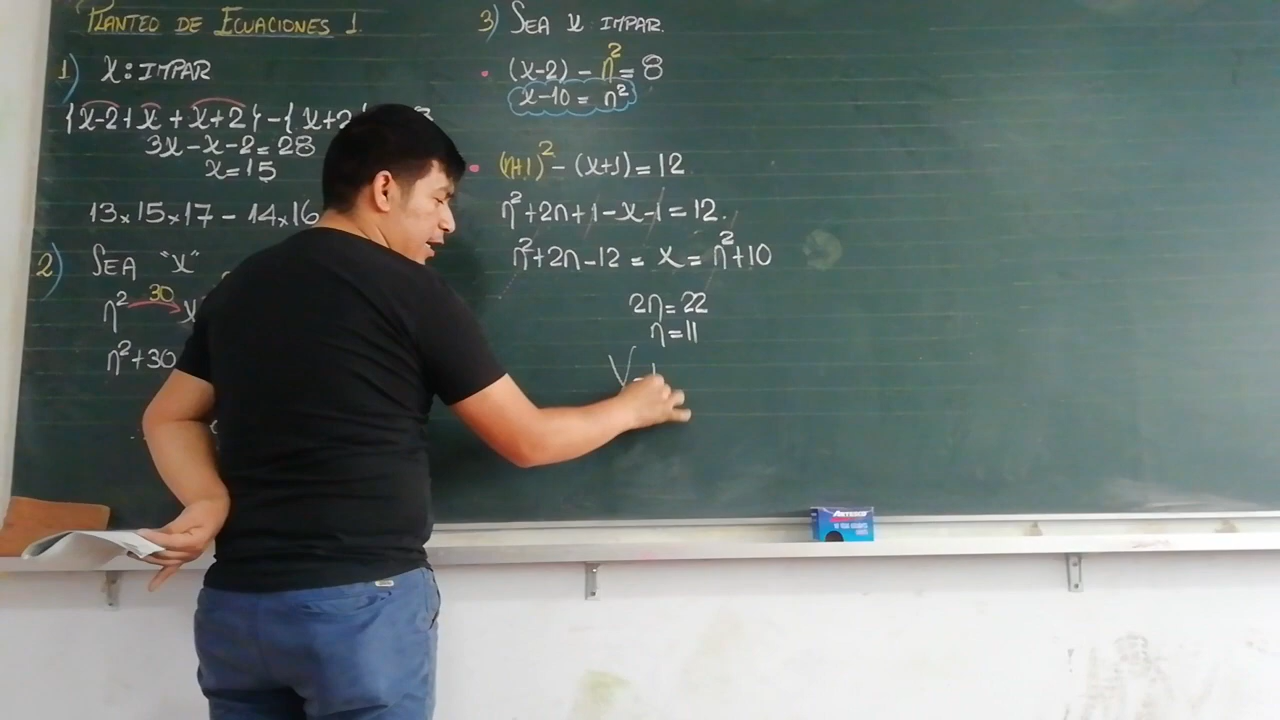 PLANTEO DE ECUACIONES 1.
1) X: IMPAR
{X-2+X+X+2}-{X+2
3X-X-2=28
X=15
13x15x17 - 14x16
2) SEA "X"
n² 30 X
n²+30
3) SEA X IMPAR.
• (X-2) - n² = 8
X-10 = n²
• (n+1)² - (X+1) = 12
n²+2n+1-X-1=12.
n²+2n-12 = X = n²+10
2n=22
n=11
ARTESCO